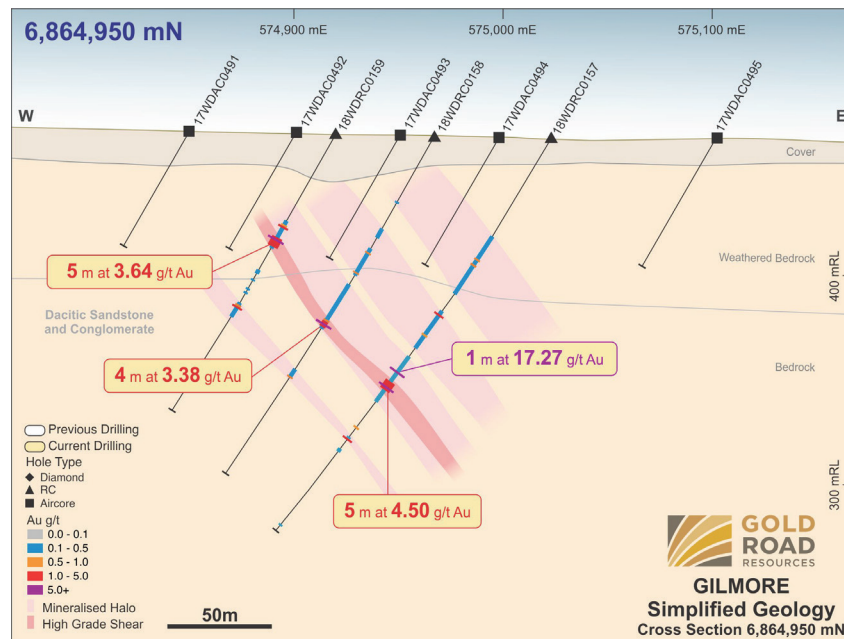 6,864,950 mN
574,900 mE
575,000 mE
575,100 mE
W
E
17WDAC0491
17WDAC0492
18WDRC0159
17WDAC0493
18WDRC0158
17WDAC0494
18WDRC0157
17WDAC0495
Cover
Weathered Bedrock
400 mRL
5 m at 3.64 g/t Au
Dacitic Sandstone
and Conglomerate
1 m at 17.27 g/t Au
4 m at 3.38 g/t Au
Bedrock
300 mRL
5 m at 4.50 g/t Au
Previous Drilling
Current Drilling
Hole Type
Diamond
RC
Aircore
Au g/t
0.0 - 0.1
0.1 - 0.5
0.5 - 1.0
1.0 - 5.0
5.0+
Mineralised Halo
High Grade Shear
50m
GOLD
ROAD
RESOURCES
GILMORE
Simplified Geology
Cross Section 6,864,950 mN